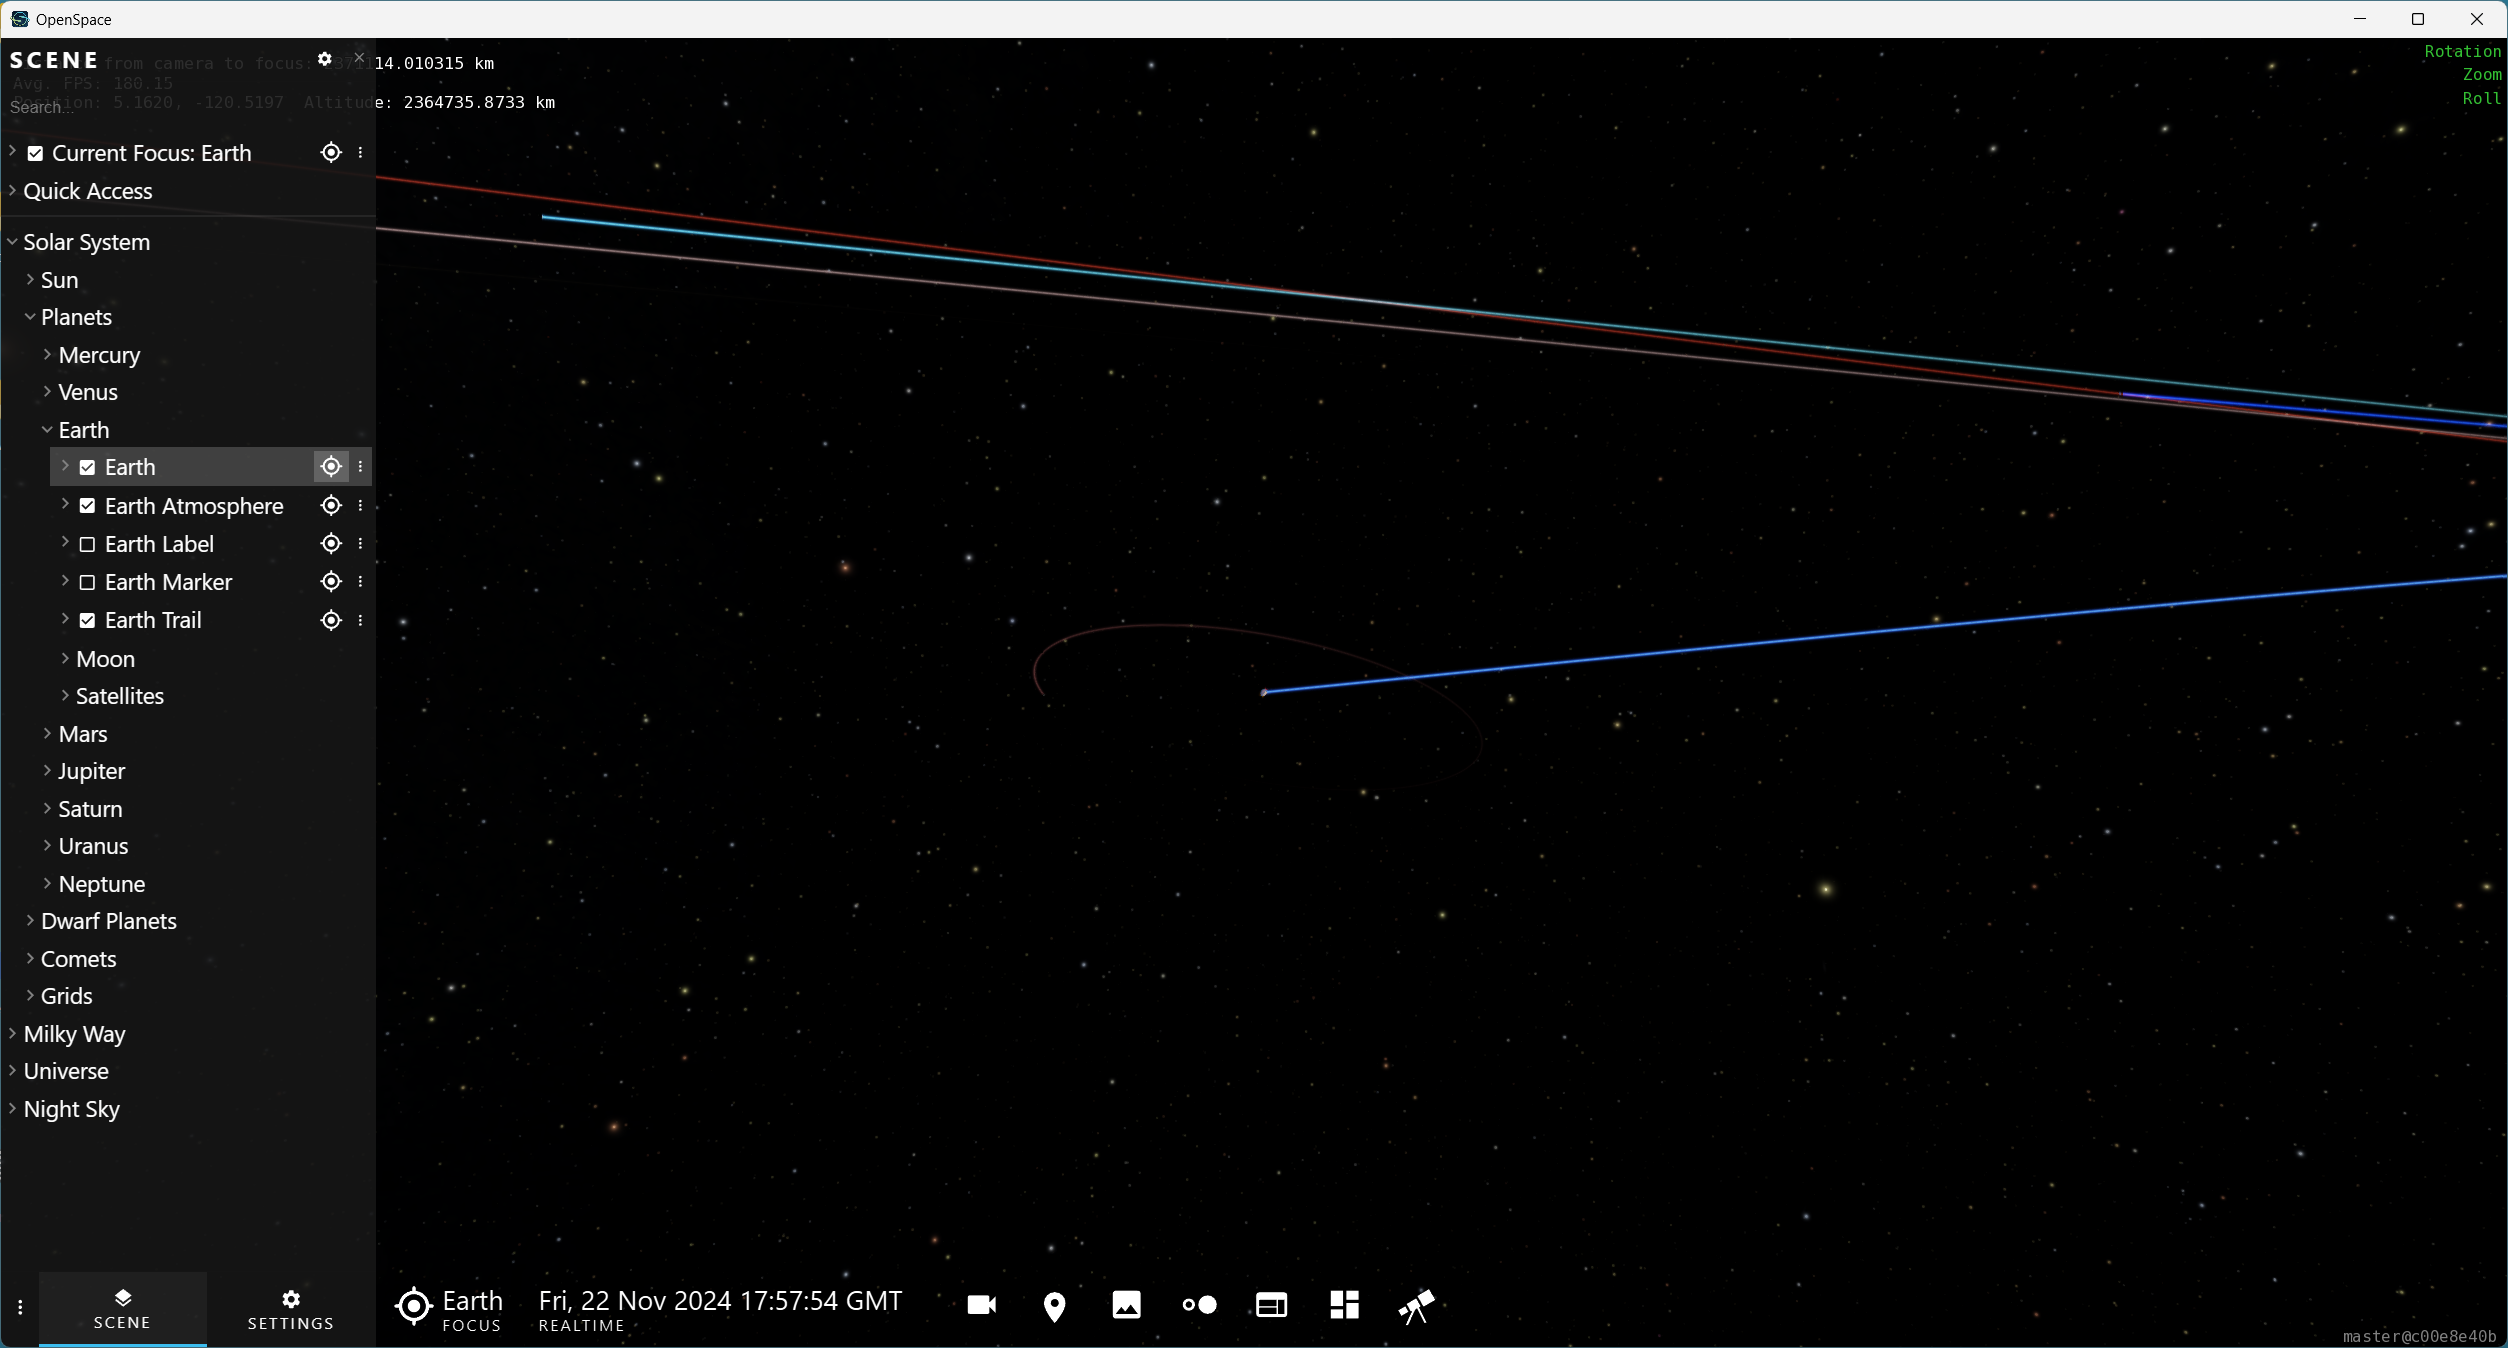 OpenSpace
SCENE from camera to focus: 2371114.010315 km
Avg. FPS: 180.15
Position: 5.1620, -120.5197 Altitude: 2364735.8733 km
Search...
Rotation
Zoom
Roll
Current Focus: Earth
Quick Access
Solar System
Sun
Planets
Mercury
Venus
Earth
Earth
Earth Atmosphere
Earth Label
Earth Marker
Earth Trail
Moon
Satellites
Mars
Jupiter
Saturn
Uranus
Neptune
Dwarf Planets
Comets
Grids
Milky Way
Universe
Night Sky
SCENE
SETTINGS
Earth
FOCUS
Fri, 22 Nov 2024 17:57:54 GMT
REALTIME
master@c00e8e40b